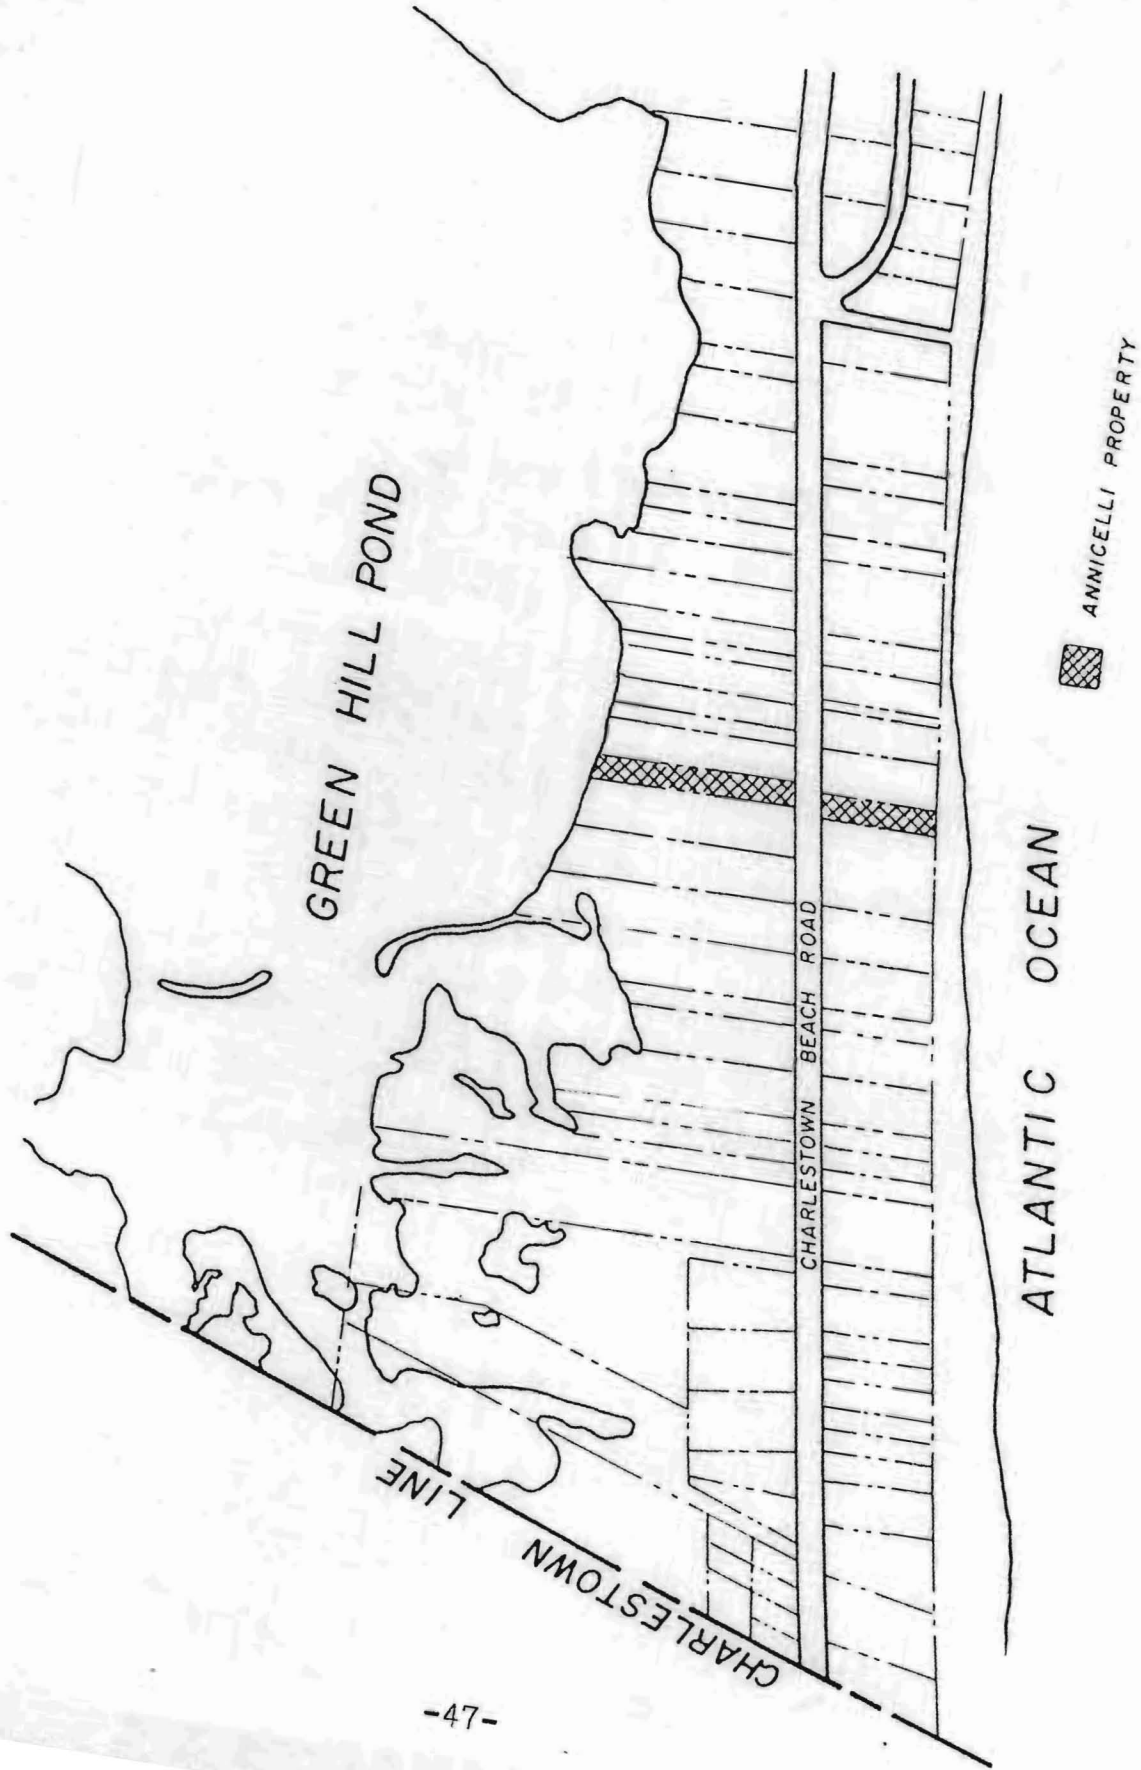 GREEN HILL POND
CHARLESTOWN LINE
CHARLESTOWN BEACH ROAD
ATLANTIC OCEAN
ANNICELLI PROPERTY
-47-